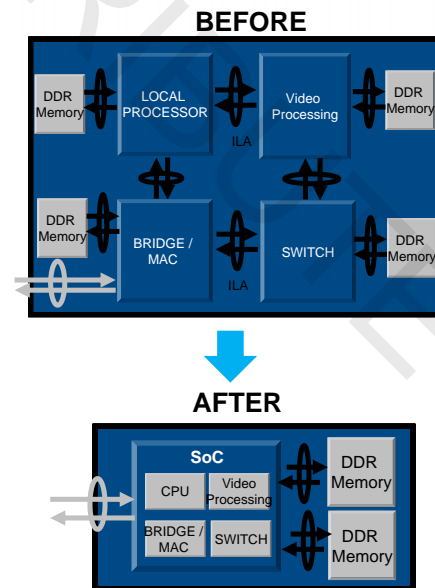 BEFORE
DDR
Memory
LOCAL
PROCESSOR
ILA
Video
Processing
DDR
Memory
DDR
Memory
BRIDGE /
MAC
ILA
SWITCH
DDR
Memory
AFTER
SoC
CPU
Video
Processing
BRIDGE /
MAC
SWITCH
DDR
Memory
DDR
Memory